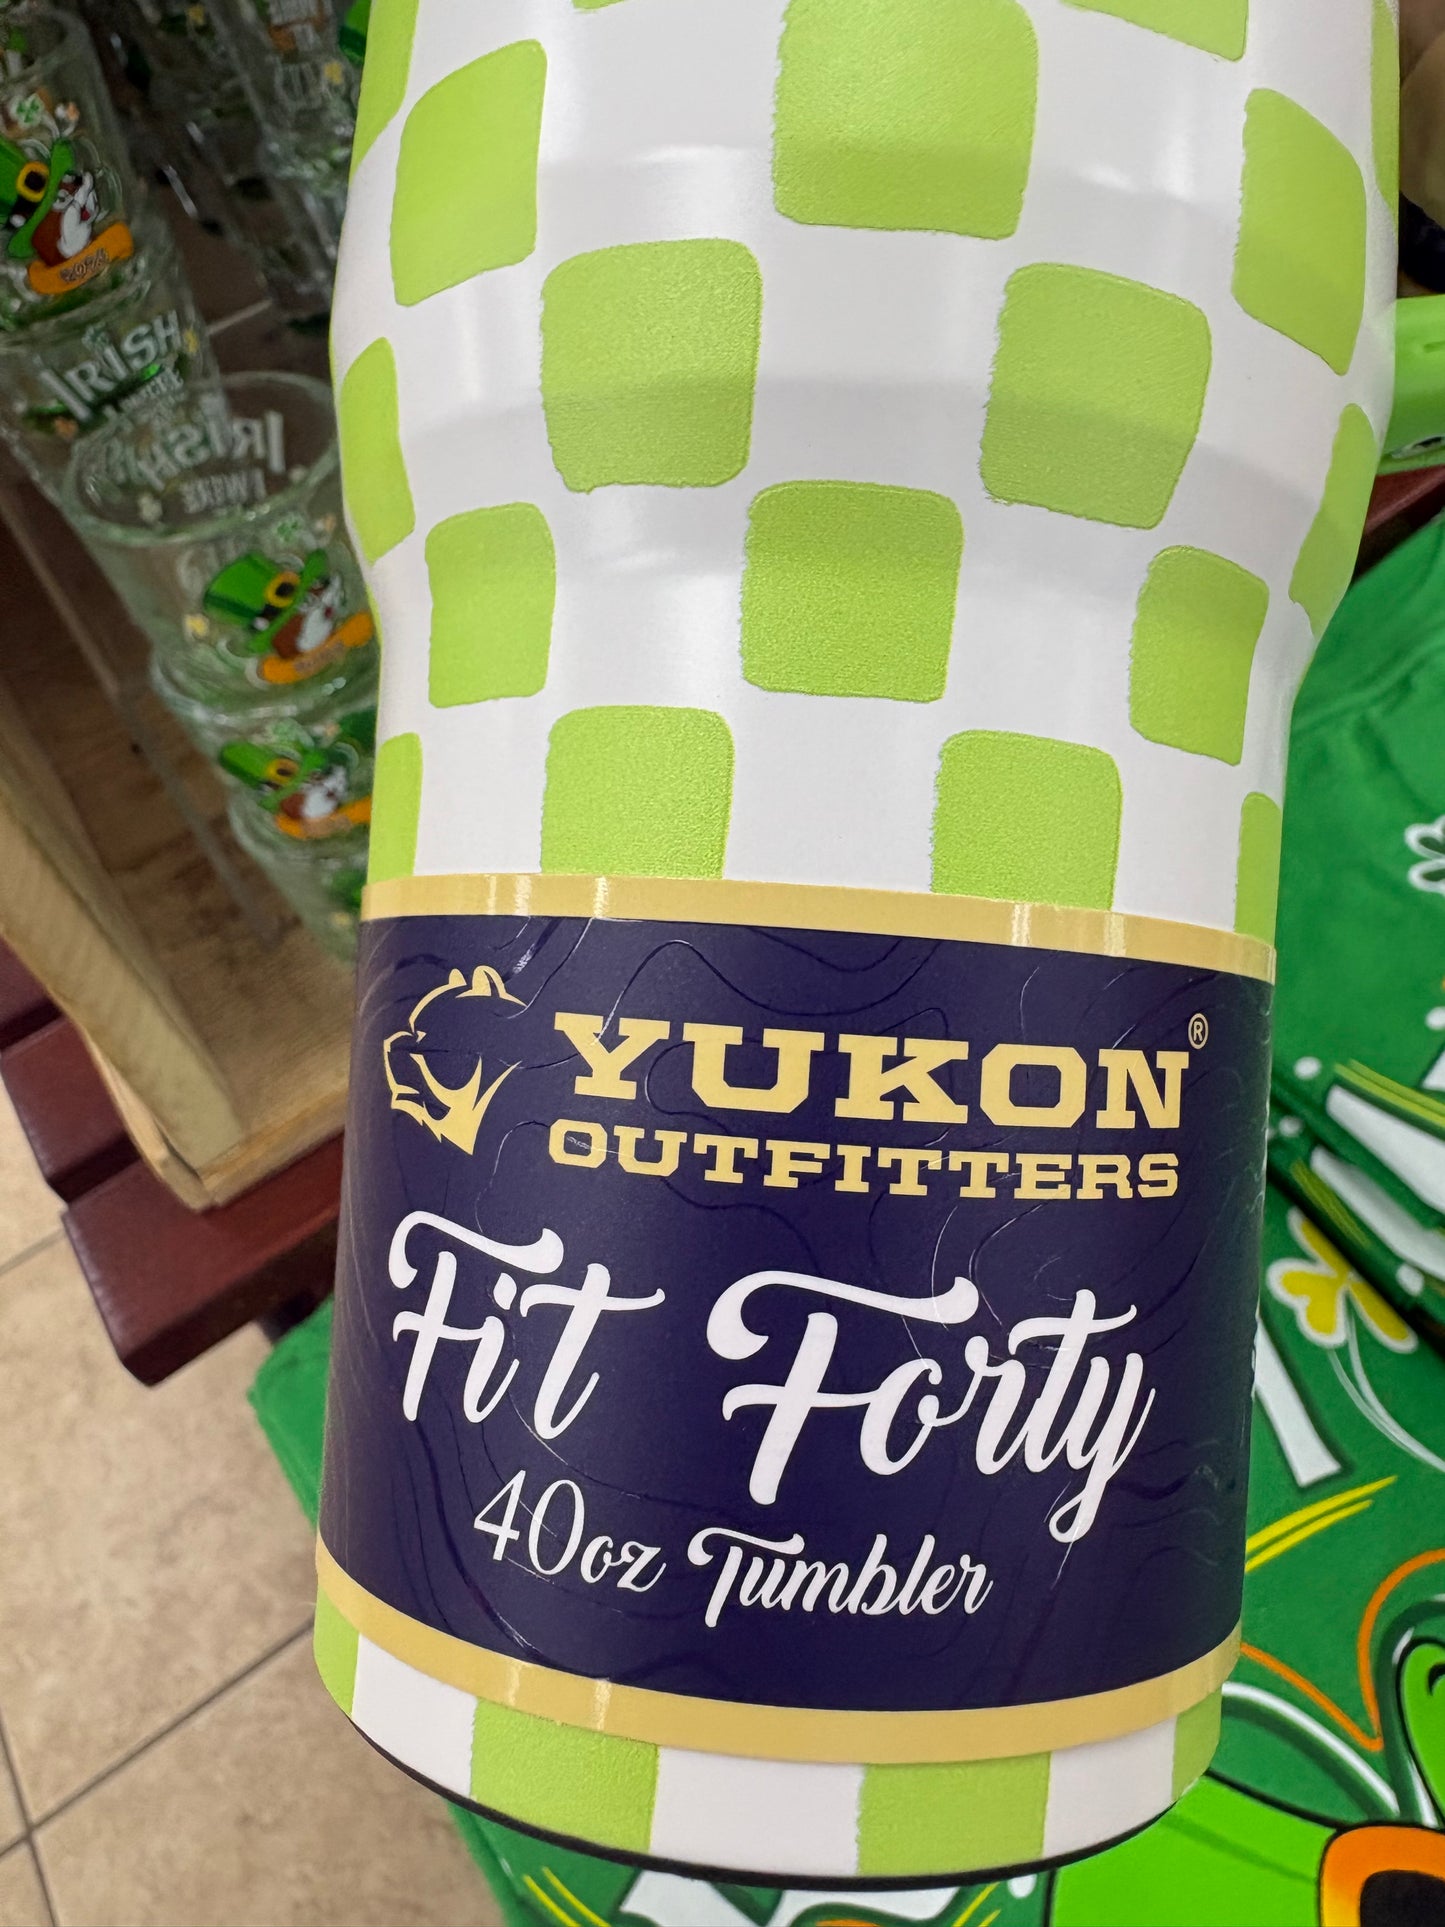 YUKON®
OUTFITTERS
Fit Forty
40oz Tumbler
IRISH
IRISH